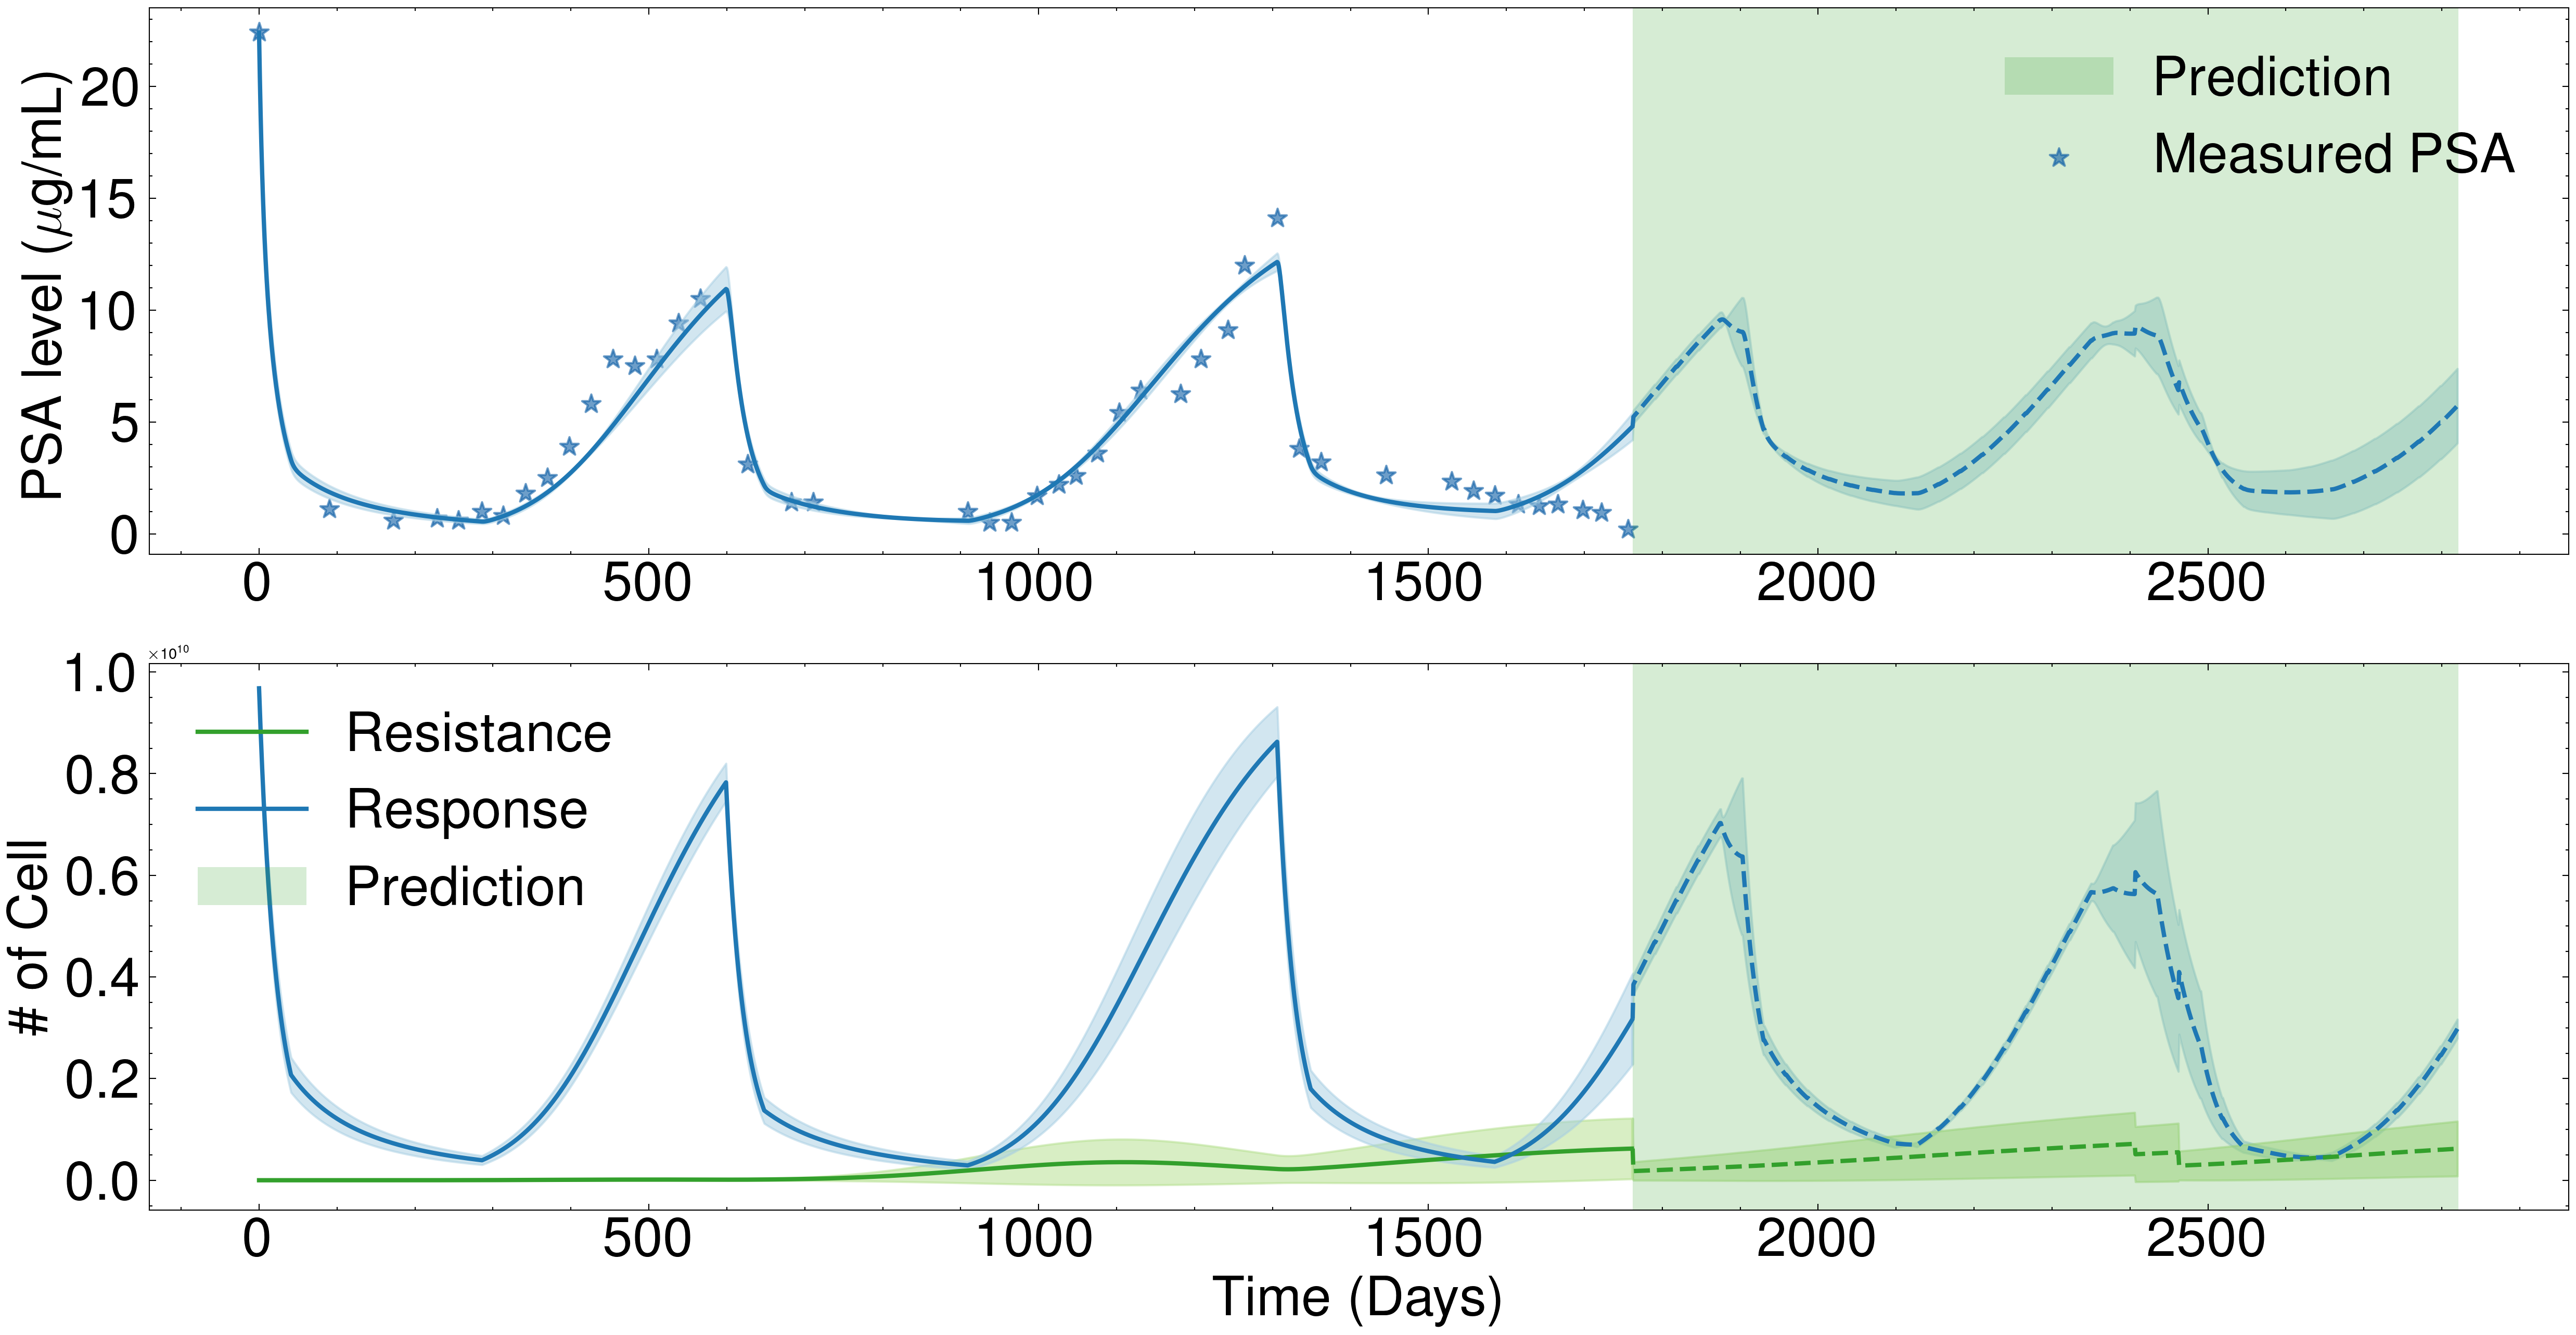 PSA level (μg/mL)
20
15
10
5
0
Prediction
Measured PSA
0 500 1000 1500 2000 2500
×10¹⁰
# of Cell
1.0
0.8
0.6
0.4
0.2
0.0
Resistance
Response
Prediction
0 500 1000 1500 2000 2500
Time (Days)